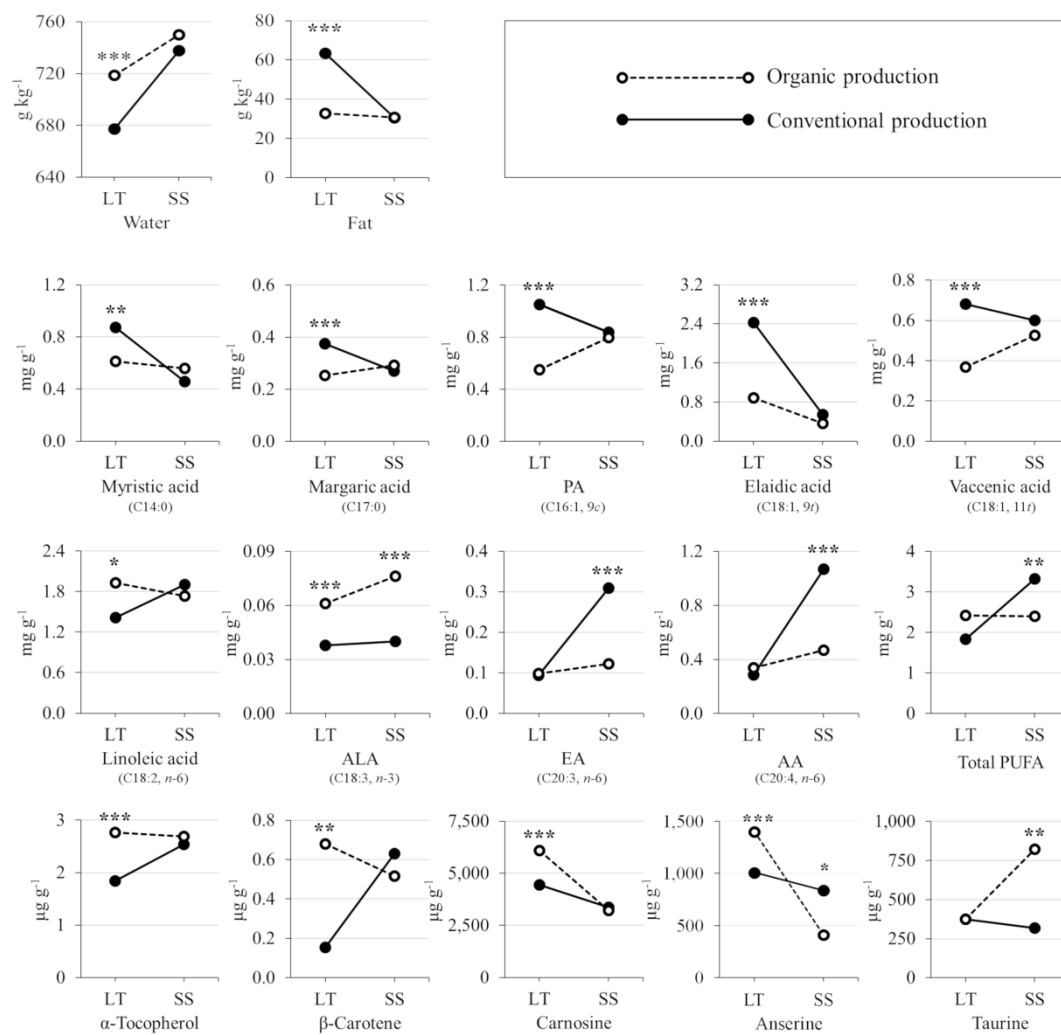 760
720
680
640
g kg⁻¹
***
LT SS
Water
80
60
40
20
0
g kg⁻¹
***
LT SS
Fat
Organic production
Conventional production
1.2
0.8
0.4
0.0
mg g⁻¹
**
LT SS
Myristic acid
(C14:0)
0.6
0.4
0.2
0.0
mg g⁻¹
***
LT SS
Margaric acid
(C17:0)
1.2
0.8
0.4
0.0
mg g⁻¹
***
LT SS
PA
(C16:1, 9c)
3.2
2.4
1.6
0.8
0.0
mg g⁻¹
***
LT SS
Elaidic acid
(C18:1, 9t)
0.8
0.6
0.4
0.2
0.0
mg g⁻¹
***
LT SS
Vaccenic acid
(C18:1, 11t)
2.4
1.8
1.2
0.6
0.0
mg g⁻¹
*
LT SS
Linoleic acid
(C18:2, n-6)
0.09
0.06
0.03
0.00
mg g⁻¹
***
***
LT SS
ALA
(C18:3, n-3)
0.4
0.3
0.2
0.1
0.0
mg g⁻¹
***
LT SS
EA
(C20:3, n-6)
1.2
0.8
0.4
0.0
mg g⁻¹
***
LT SS
AA
(C20:4, n-6)
4
3
2
1
0
mg g⁻¹
**
LT SS
Total PUFA
3
2
1
0
µg g⁻¹
***
LT SS
α-Tocopherol
0.8
0.6
0.4
0.2
0.0
µg g⁻¹
**
LT SS
β-Carotene
7,500
5,000
2,500
0
µg g⁻¹
***
LT SS
Carnosine
1,500
1,000
500
0
µg g⁻¹
***
*
LT SS
Anserine
1,000
750
500
250
0
µg g⁻¹
**
LT SS
Taurine